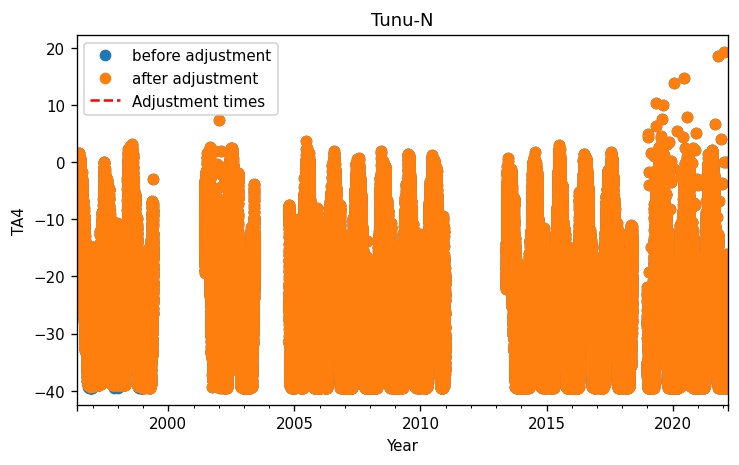 Tunu-N
before adjustment
after adjustment
Adjustment times
20
10
0
−10
−20
−30
−40
TA4
2000
2005
2010
2015
2020
Year